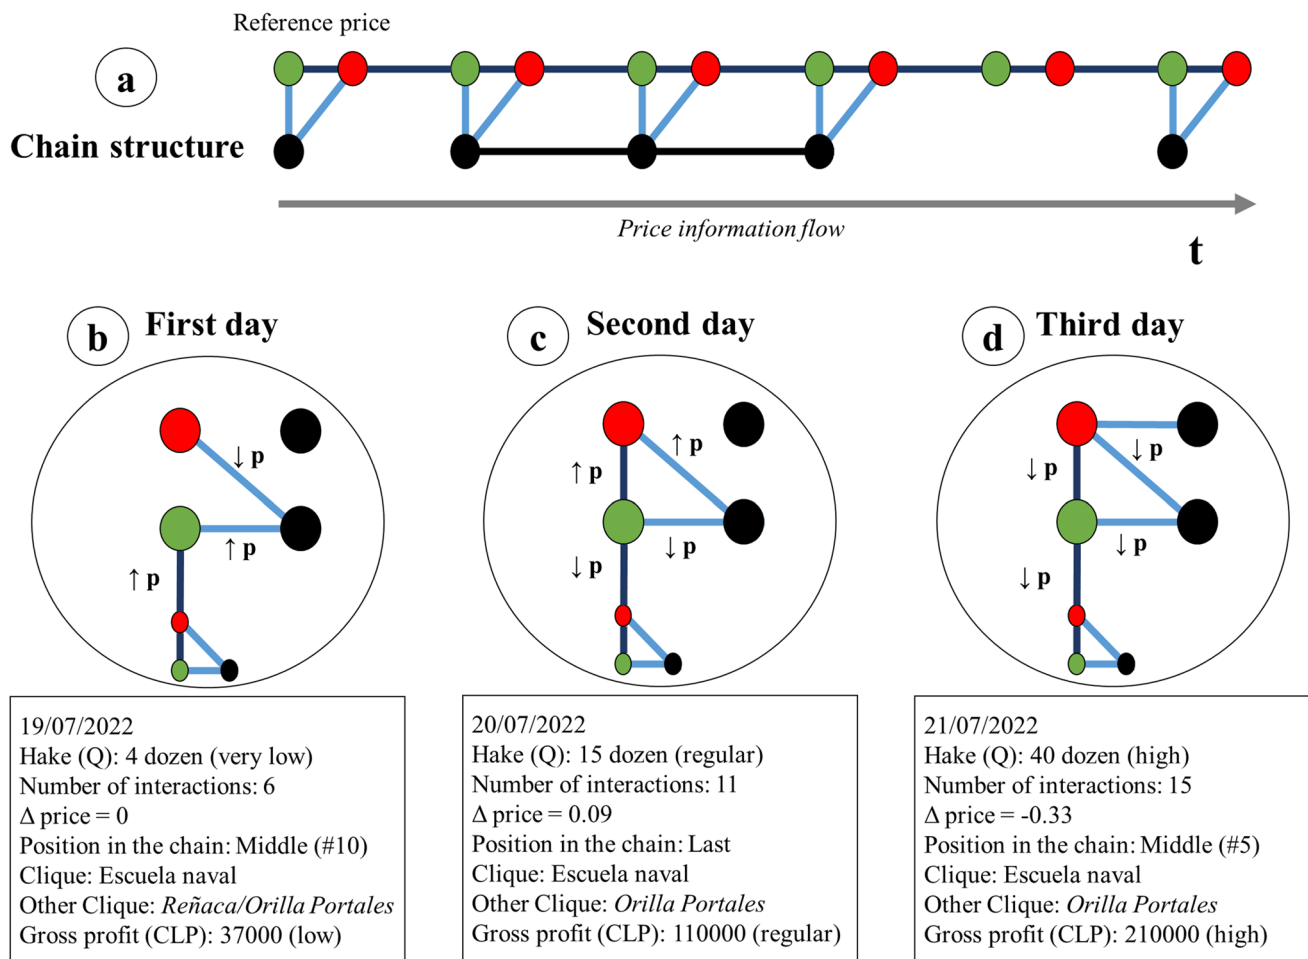 Reference price
a
Chain structure
Price information flow
t
b First day
↓ p
↑ p
↑ p
19/07/2022
Hake (Q): 4 dozen (very low)
Number of interactions: 6
Δ price = 0
Position in the chain: Middle (#10)
Clique: Escuela naval
Other Clique: Reñaca/Orilla Portales
Gross profit (CLP): 37000 (low)
c Second day
↑ p
↑ p
↓ p
↓ p
20/07/2022
Hake (Q): 15 dozen (regular)
Number of interactions: 11
Δ price = 0.09
Position in the chain: Last
Clique: Escuela naval
Other Clique: Orilla Portales
Gross profit (CLP): 110000 (regular)
d Third day
↓ p
↓ p
↓ p
↓ p
21/07/2022
Hake (Q): 40 dozen (high)
Number of interactions: 15
Δ price = -0.33
Position in the chain: Middle (#5)
Clique: Escuela naval
Other Clique: Orilla Portales
Gross profit (CLP): 210000 (high)